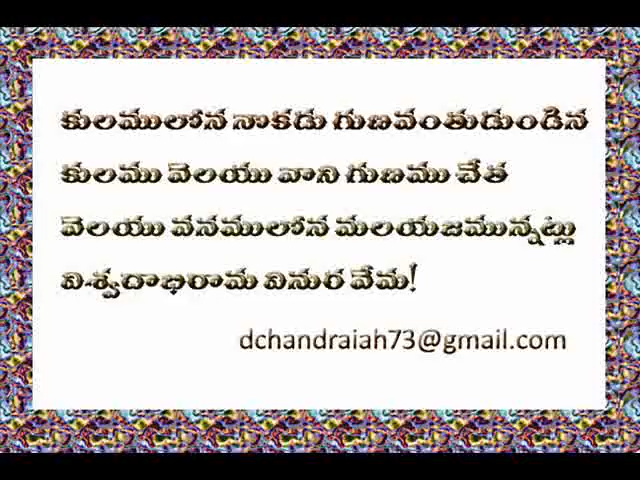 కులములోన నొకడు గుణవంతుడుండిన
కులము వెలయు వాని గుణము చేత
వెలయు వనములోన మలయజమున్నట్లు
విశ్వదాభిరామ వినుర వేమ!
dchandraiah73@gmail.com